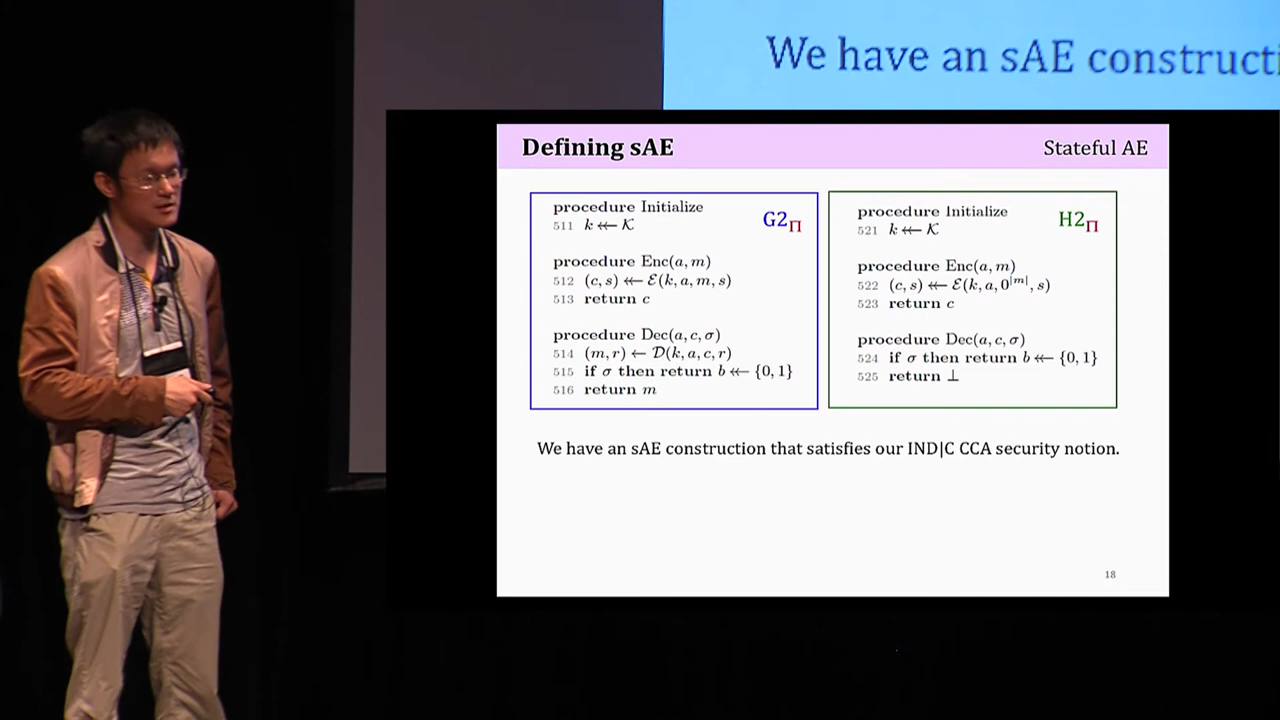 We have an sAE constructi
Defining sAE
Stateful AE
procedure Initialize
G2Π
511 k ↞ 𝒦
procedure Enc(a, m)
512 (c, s) ↞ ℰ(k, a, m, s)
513 return c
procedure Dec(a, c, σ)
514 (m, r) ← 𝒟(k, a, c, r)
515 if σ then return b ↞ {0, 1}
516 return m
procedure Initialize
H2Π
521 k ↞ 𝒦
procedure Enc(a, m)
522 (c, s) ↞ ℰ(k, a, 0^|m|, s)
523 return c
procedure Dec(a, c, σ)
524 if σ then return b ↞ {0, 1}
525 return ⊥
We have an sAE construction that satisfies our IND|C CCA security notion.
18